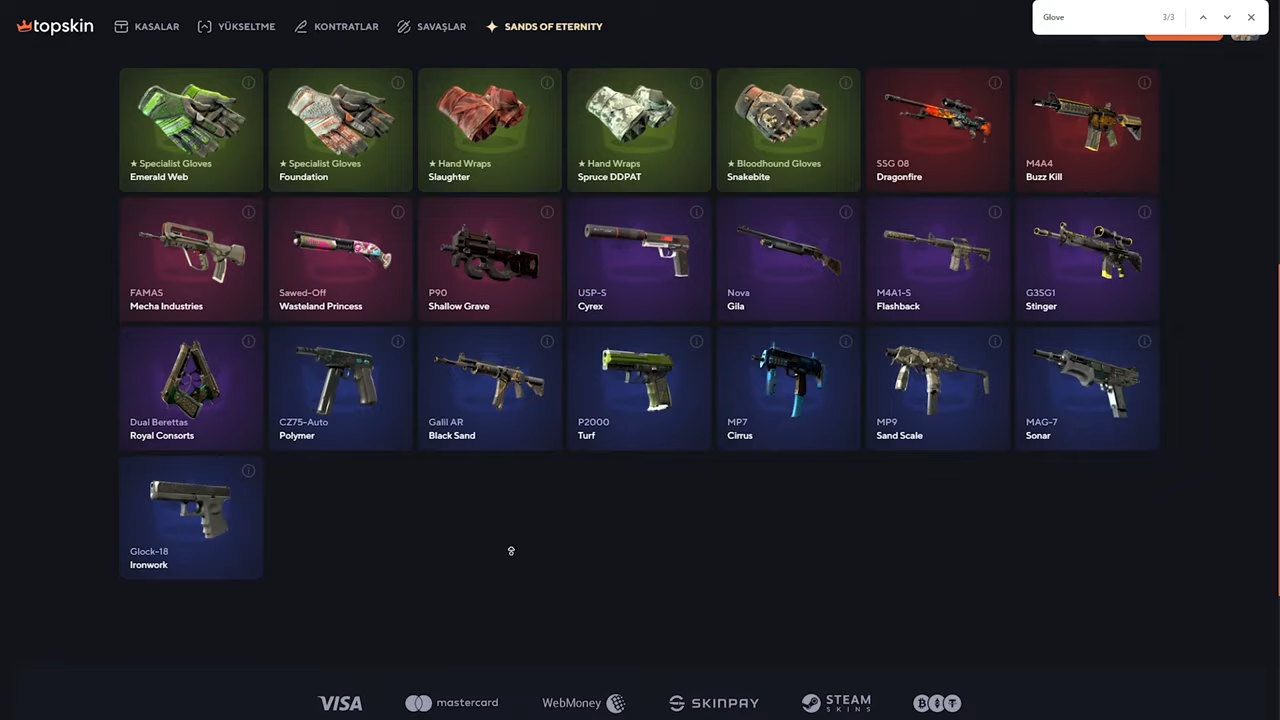 topskin
KASALAR
YÜKSELTME
KONTRATLAR
SAVAŞLAR
SANDS OF ETERNITY
Glove
3/3
★ Specialist Gloves
Emerald Web
★ Specialist Gloves
Foundation
★ Hand Wraps
Slaughter
★ Hand Wraps
Spruce DDPAT
★ Bloodhound Gloves
Snakebite
SSG 08
Dragonfire
M4A4
Buzz Kill
FAMAS
Mecha Industries
Sawed-Off
Wasteland Princess
P90
Shallow Grave
USP-S
Cyrex
Nova
Gila
M4A1-S
Flashback
G3SG1
Stinger
Dual Berettas
Royal Consorts
CZ75-Auto
Polymer
Galil AR
Black Sand
P2000
Turf
MP7
Cirrus
MP9
Sand Scale
MAG-7
Sonar
Glock-18
Ironwork
VISA
mastercard
WebMoney
SKINPAY
STEAM
SKINS